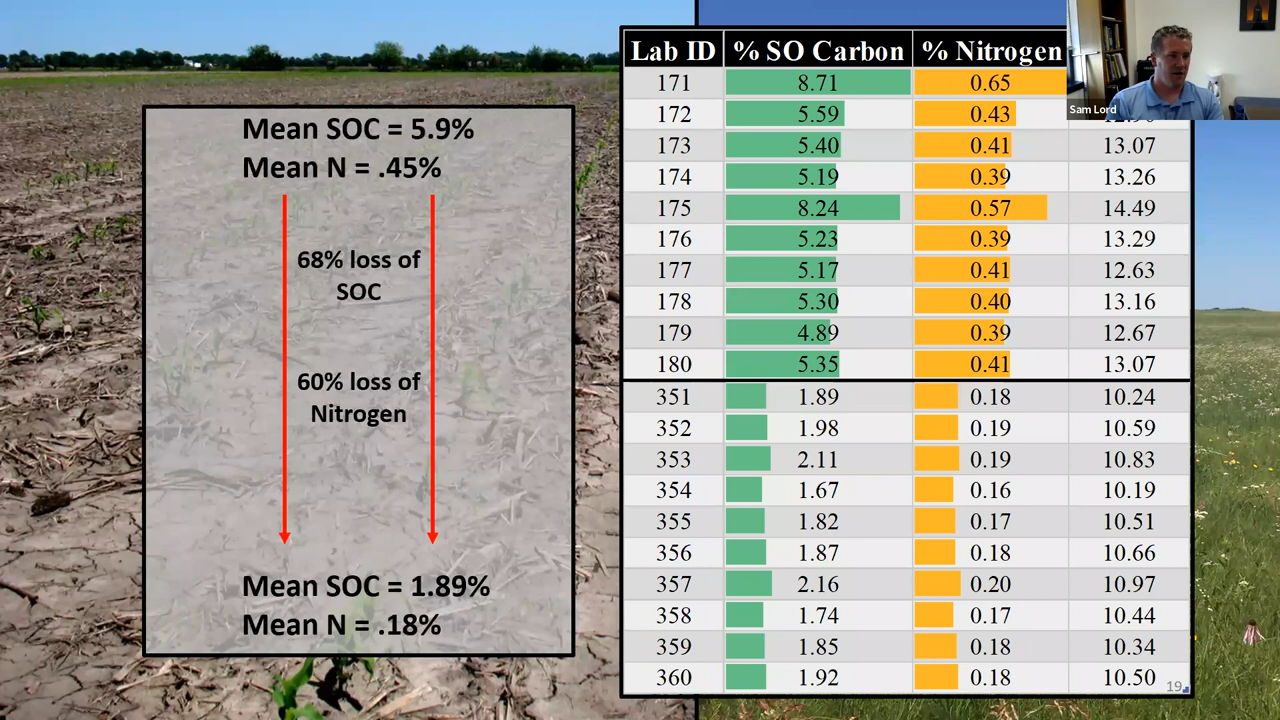 Mean SOC = 5.9%
Mean N = .45%
68% loss of
SOC
60% loss of
Nitrogen
Mean SOC = 1.89%
Mean N = .18%
Lab ID % SO Carbon % Nitrogen
171 8.71 0.65
172 5.59 0.43
173 5.40 0.41 13.07
174 5.19 0.39 13.26
175 8.24 0.57 14.49
176 5.23 0.39 13.29
177 5.17 0.41 12.63
178 5.30 0.40 13.16
179 4.89 0.39 12.67
180 5.35 0.41 13.07
351 1.89 0.18 10.24
352 1.98 0.19 10.59
353 2.11 0.19 10.83
354 1.67 0.16 10.19
355 1.82 0.17 10.51
356 1.87 0.18 10.66
357 2.16 0.20 10.97
358 1.74 0.17 10.44
359 1.85 0.18 10.34
360 1.92 0.18 10.50
19
Sam Lord